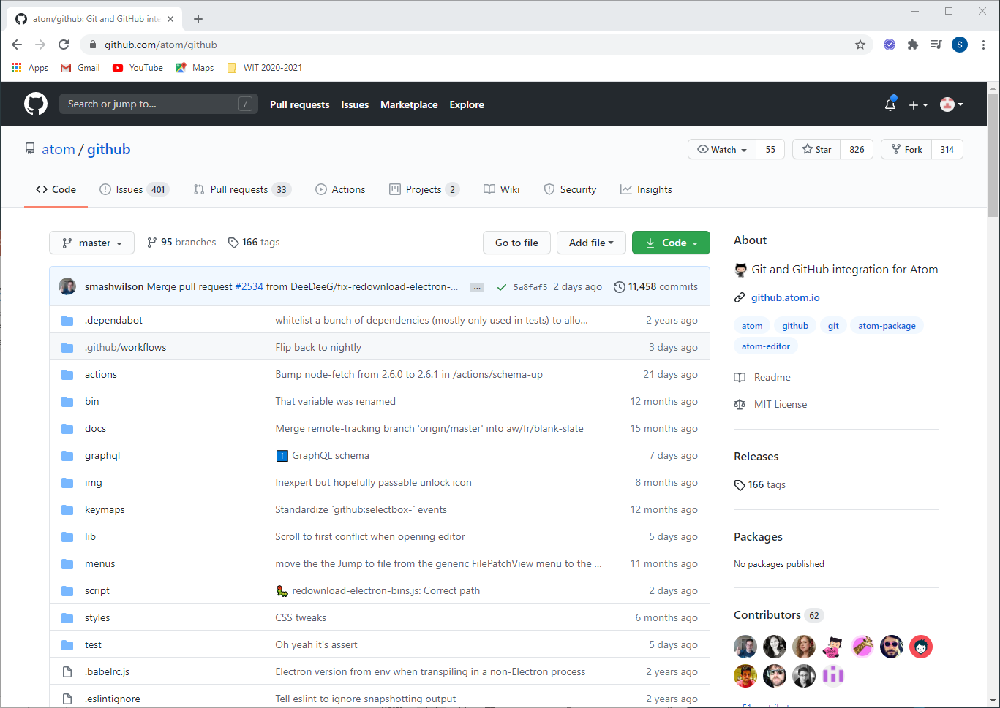 atom/github: Git and GitHub inte
github.com/atom/github
S
Apps Gmail YouTube Maps WIT 2020-2021
Search or jump to... / Pull requests Issues Marketplace Explore
atom / github Watch 55 Star 826 Fork 314
Code Issues 401 Pull requests 33 Actions Projects 2 Wiki Security Insights
master 95 branches 166 tags Go to file Add file Code
smashwilson Merge pull request #2534 from DeeDeeG/fix-redownload-electron-... ... 5a8faf5 2 days ago 11,458 commits
.dependabot whitelist a bunch of dependencies (mostly only used in tests) to allo... 2 years ago
.github/workflows Flip back to nightly 3 days ago
actions Bump node-fetch from 2.6.0 to 2.6.1 in /actions/schema-up 21 days ago
bin That variable was renamed 12 months ago
docs Merge remote-tracking branch 'origin/master' into aw/fr/blank-slate 15 months ago
graphql GraphQL schema 7 days ago
img Inexpert but hopefully passable unlock icon 8 months ago
keymaps Standardize `github:selectbox-` events 12 months ago
lib Scroll to first conflict when opening editor 5 days ago
menus move the the Jump to file from the generic FilePatchView menu to the ... 11 months ago
script redownload-electron-bins.js: Correct path 2 days ago
styles CSS tweaks 6 months ago
test Oh yeah it's assert 5 days ago
.babelrc.js Electron version from env when transpiling in a non-Electron process 2 years ago
.eslintignore Tell eslint to ignore snapshotting output 2 years ago
About
Git and GitHub integration for Atom
github.atom.io
atom github git atom-package
atom-editor
Readme
MIT License
Releases
166 tags
Packages
No packages published
Contributors 62
+ 51 contributors